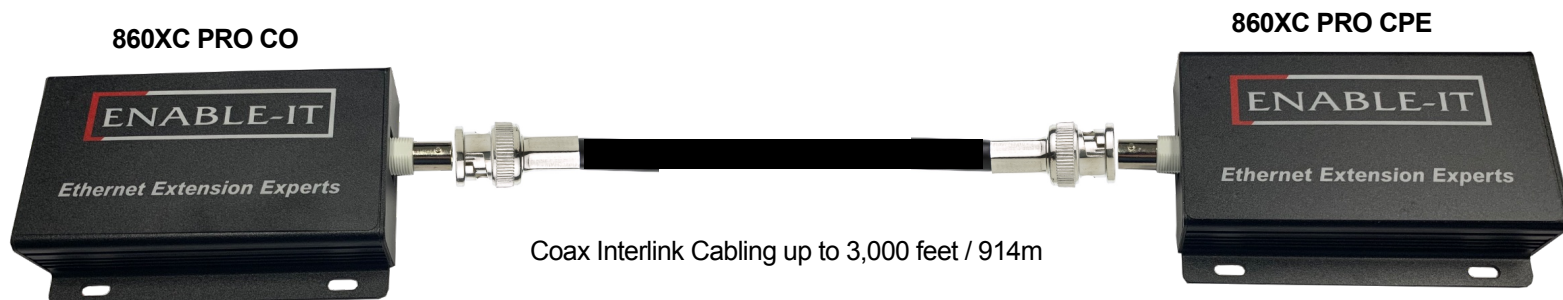 860XC PRO CO
860XC PRO CPE
ENABLE-IT
Ethernet Extension Experts
ENABLE-IT
Ethernet Extension Experts
Coax Interlink Cabling up to 3,000 feet / 914m